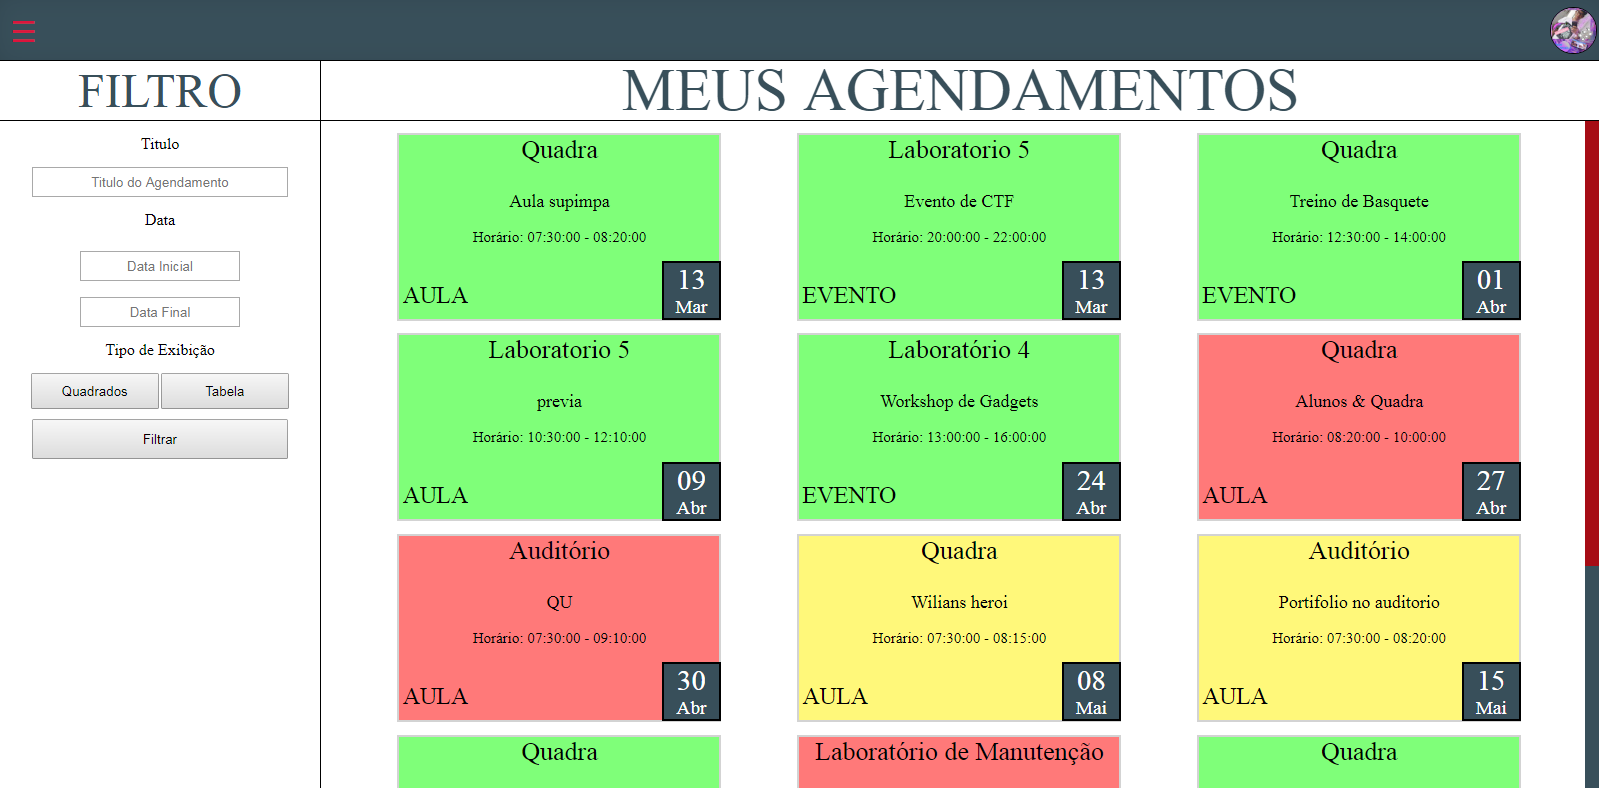 FILTRO
MEUS AGENDAMENTOS
Titulo
Titulo do Agendamento
Data
Data Inicial
Data Final
Tipo de Exibição
Quadrados
Tabela
Filtrar
Quadra
Aula supimpa
Horário: 07:30:00 - 08:20:00
AULA
13
Mar
Laboratorio 5
Evento de CTF
Horário: 20:00:00 - 22:00:00
EVENTO
13
Mar
Quadra
Treino de Basquete
Horário: 12:30:00 - 14:00:00
EVENTO
01
Abr
Laboratorio 5
previa
Horário: 10:30:00 - 12:10:00
AULA
09
Abr
Laboratório 4
Workshop de Gadgets
Horário: 13:00:00 - 16:00:00
EVENTO
24
Abr
Quadra
Alunos & Quadra
Horário: 08:20:00 - 10:00:00
AULA
27
Abr
Auditório
QU
Horário: 07:30:00 - 09:10:00
AULA
30
Abr
Quadra
Wilians heroi
Horário: 07:30:00 - 08:15:00
AULA
08
Mai
Auditório
Portifolio no auditorio
Horário: 07:30:00 - 08:20:00
AULA
15
Mai
Quadra
Laboratório de Manutenção
Quadra